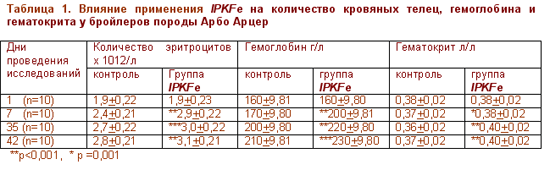 Таблица 1. Влияние применения IPKFe на количество кровяных телец, гемоглобина и
гематокрита у бройлеров породы Арбо Арцер
Дни проведения исследований	Количество эритроцитов х 1012/л	Гемоглобин г/л	Гематокрит л/л
контроль	Группа IPKFe	контроль	группа IPKFe	контроль	группа IPKFe
1 (n=10)	1,9±0,22	1,9±0,23	160±9,81	160±9,80	0,38±0,02	0,38±0,02
7 (n=10)	2,4±0,21	**2,9±0,22	170±9,80	**200±9,81	0,37±0,02	*0,38±0,02
35 (n=10)	2,7±0,22	***3,0±0,22	200±9,80	**220±9,80	0,36±0,02	**0,40±0,02
42 (n=10)	2,8±0,21	**3,1±0,21	210±9,81	***230±9,80	0,37±0,02	**0,40±0,02
**p<0,001, * p =0,001